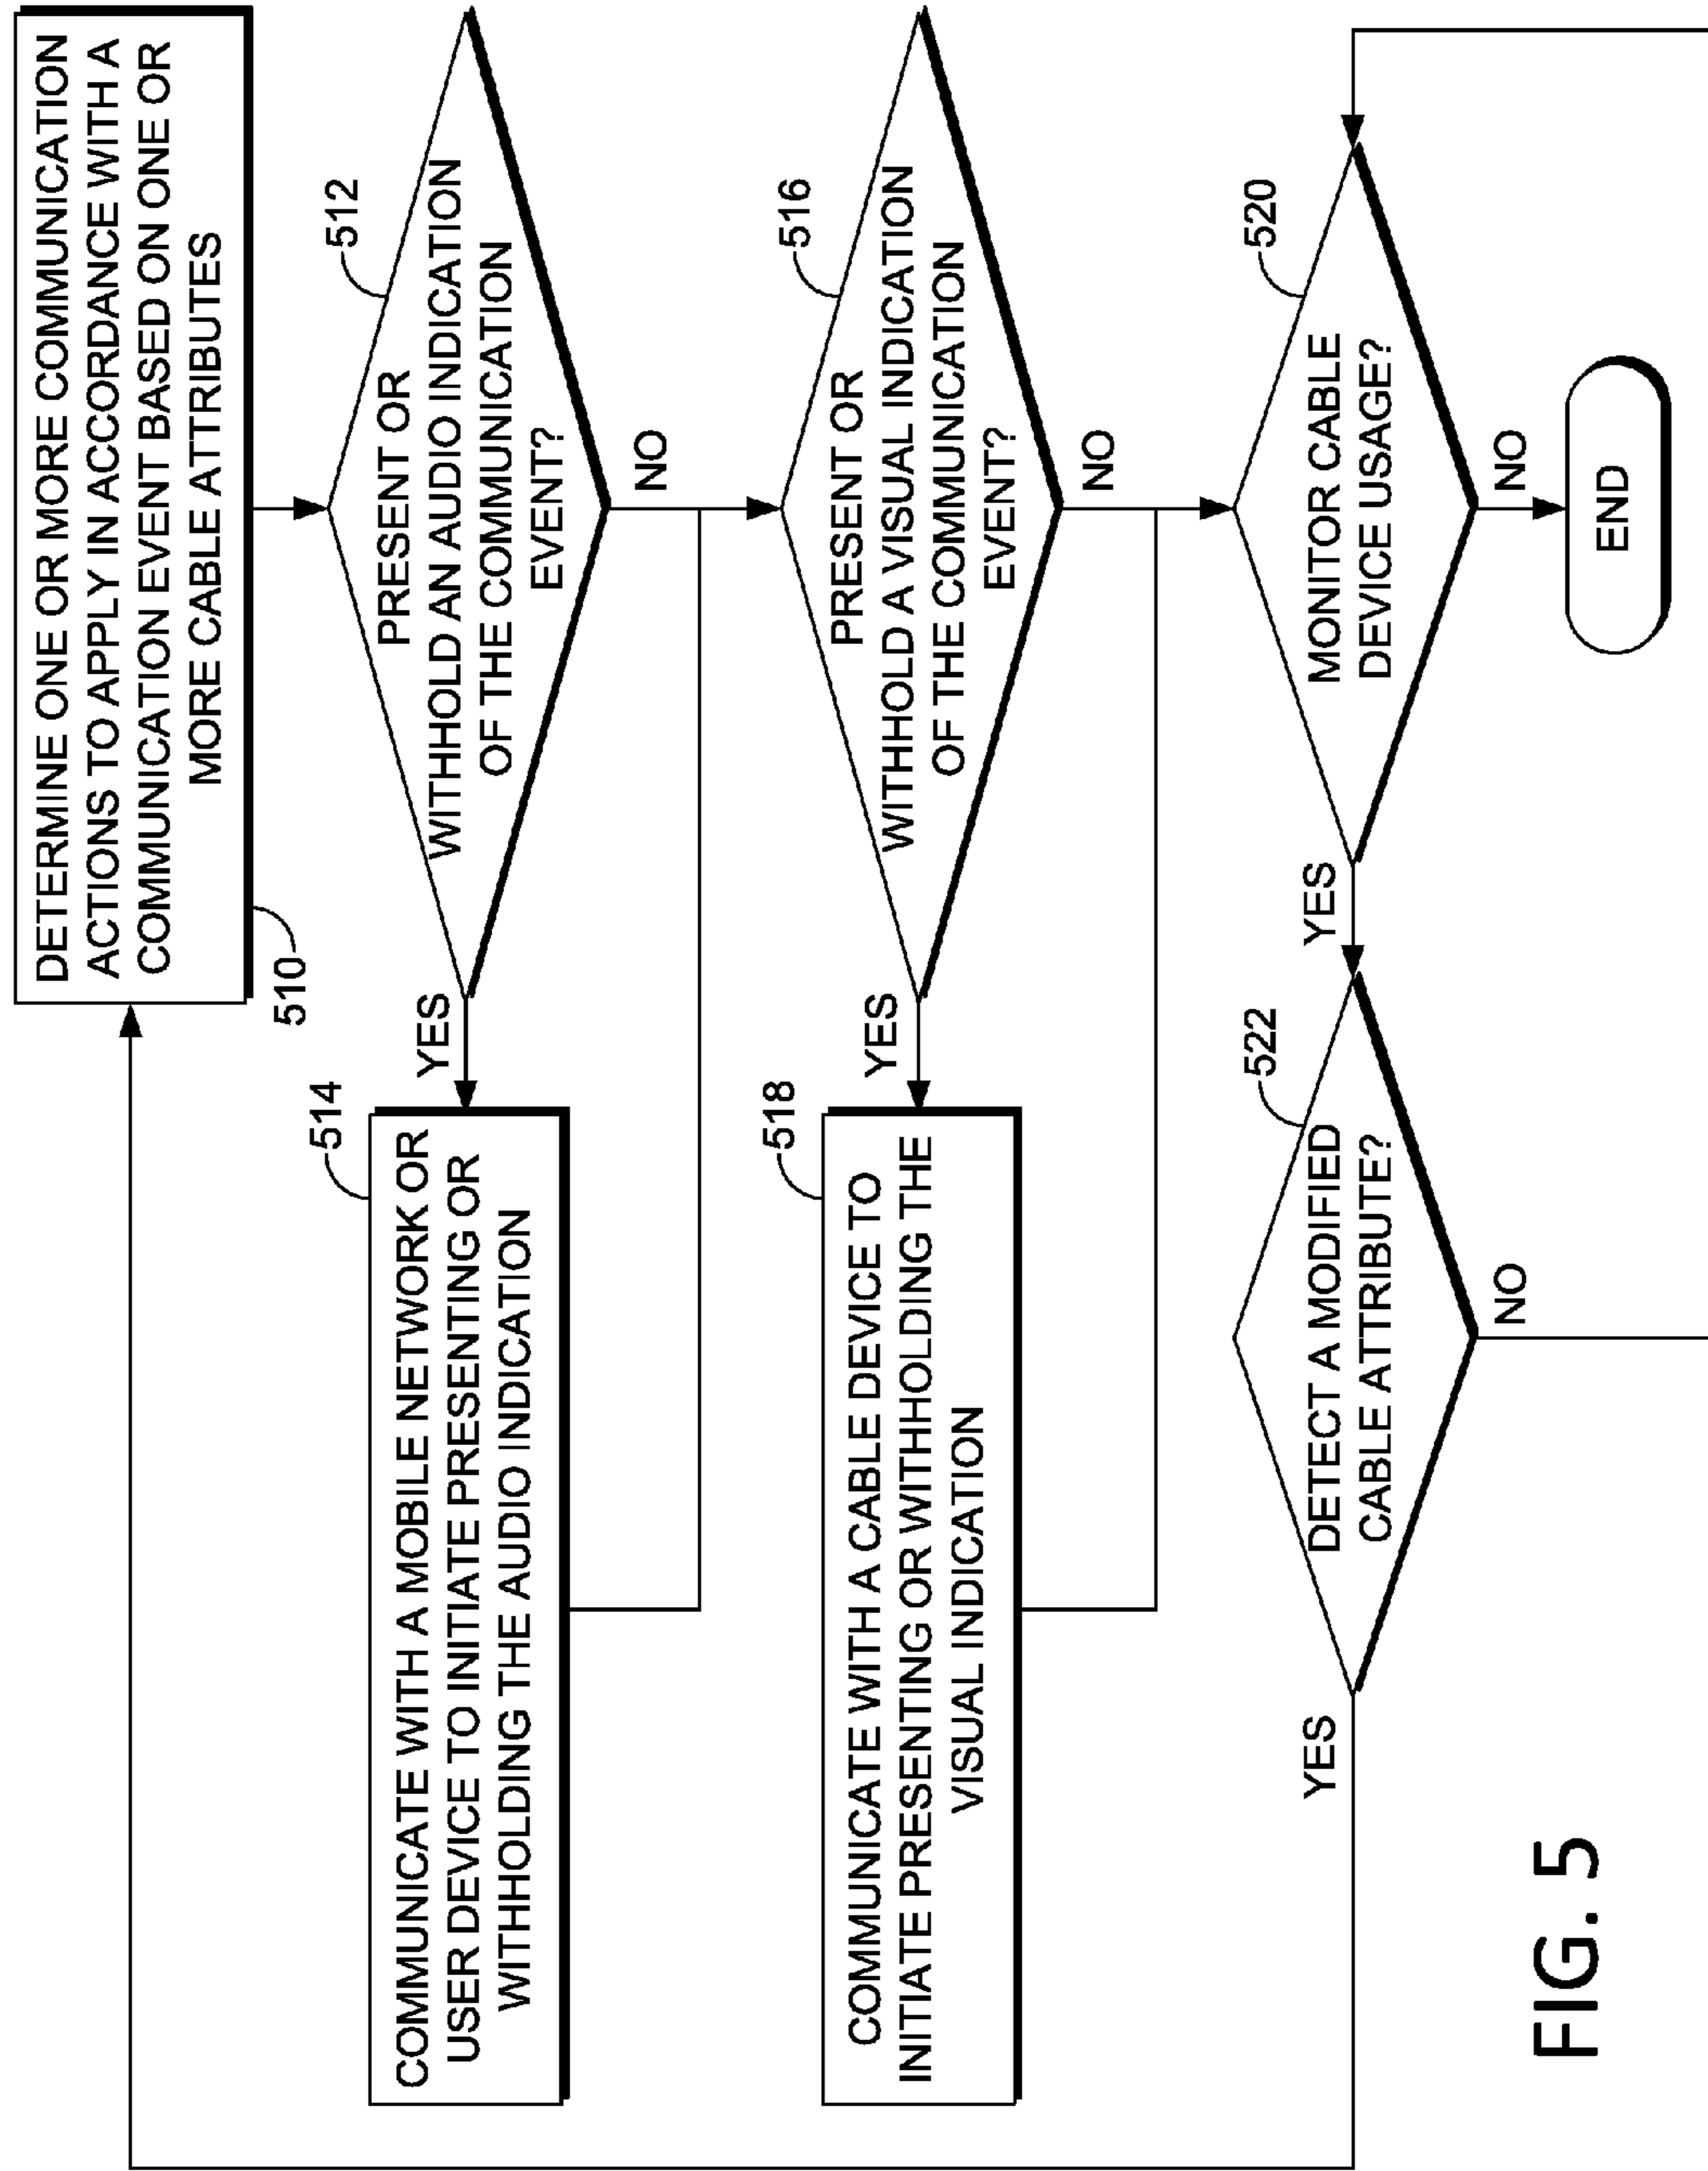 DETERMINE ONE OR MORE COMMUNICATION
ACTIONS TO APPLY IN ACCORDANCE WITH A
COMMUNICATION EVENT BASED ON ONE OR
MORE CABLE ATTRIBUTES
510
512
PRESENT OR
WITHHOLD AN AUDIO INDICATION
OF THE COMMUNICATION
EVENT?
YES
NO
514
COMMUNICATE WITH A MOBILE NETWORK OR
USER DEVICE TO INITIATE PRESENTING OR
WITHHOLDING THE AUDIO INDICATION
516
PRESENT OR
WITHHOLD A VISUAL INDICATION
OF THE COMMUNICATION
EVENT?
YES
NO
518
COMMUNICATE WITH A CABLE DEVICE TO
INITIATE PRESENTING OR WITHHOLDING THE
VISUAL INDICATION
520
MONITOR CABLE
DEVICE USAGE?
YES
NO
522
DETECT A MODIFIED
CABLE ATTRIBUTE?
YES
NO
END
FIG. 5